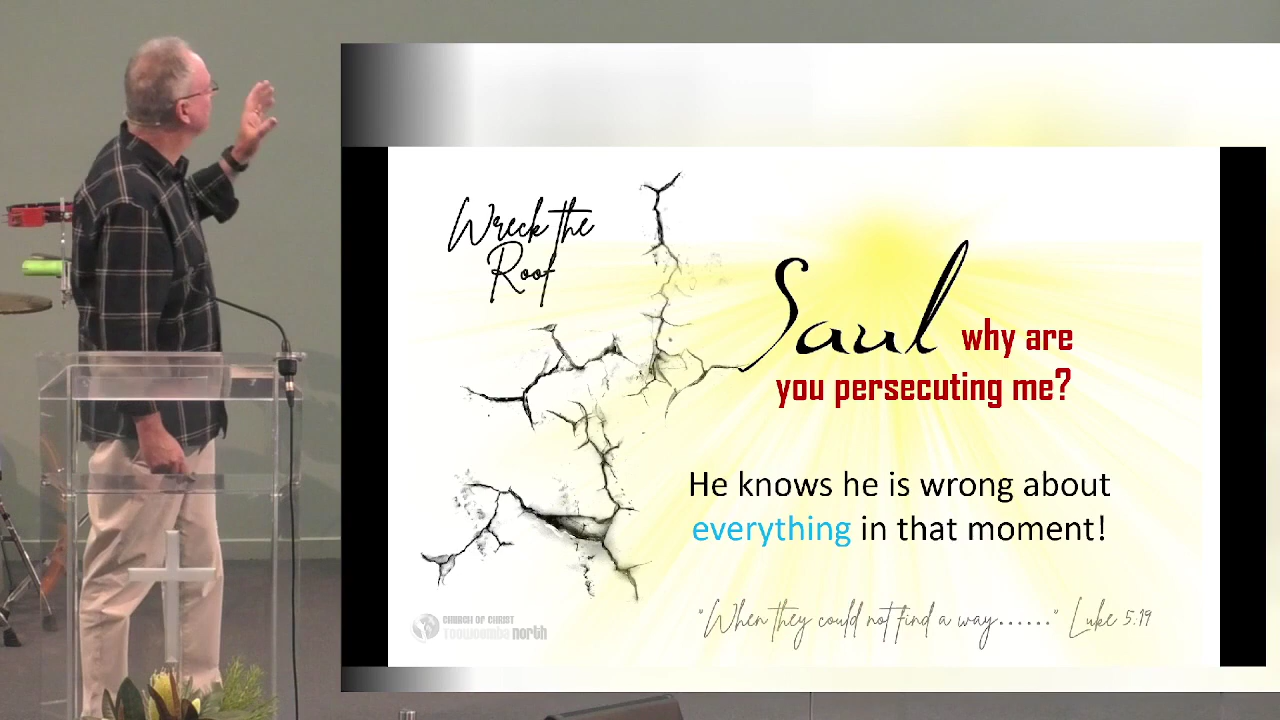 Wreck the
Roof
Saul why are
you persecuting me?
He knows he is wrong about
everything in that moment!
CHURCH OF CHRIST
TOOWOOMBA NORTH
"When they could not find a way......" Luke 5:19